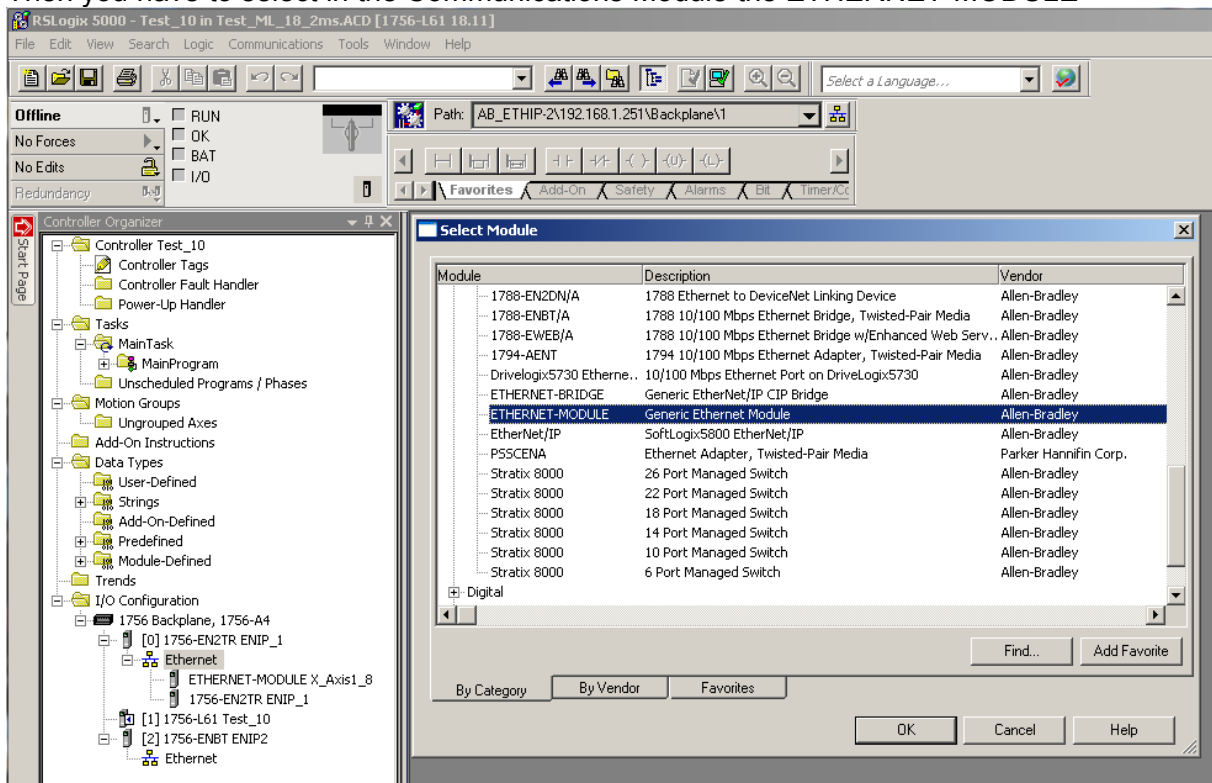 When you have to select in the Communications Module the ETHERNET-MODULE
RSLogix 5000 - Test_10 in Test_ML_18_2ms.ACD [1756-L61 18.11]
File Edit View Search Logic Communications Tools Window Help
Select a Language...
Offline
RUN
Path: AB_ETHIP-2\192.168.1.251\Backplane\1
No Forces
OK
No Edits
BAT
Redundancy
I/O
Favorites Add-On Safety Alarms Bit Timer/Cc
Start Page
Controller Organizer
Controller Test_10
Controller Tags
Controller Fault Handler
Power-Up Handler
Tasks
MainTask
MainProgram
Unscheduled Programs / Phases
Motion Groups
Ungrouped Axes
Add-On Instructions
Data Types
User-Defined
Strings
Add-On-Defined
Predefined
Module-Defined
Trends
I/O Configuration
1756 Backplane, 1756-A4
[0] 1756-EN2TR ENIP_1
Ethernet
ETHERNET-MODULE X_Axis1_8
1756-EN2TR ENIP_1
[1] 1756-L61 Test_10
[2] 1756-ENBT ENIP2
Ethernet
Select Module
Module Description Vendor
1788-EN2DN/A 1788 Ethernet to DeviceNet Linking Device Allen-Bradley
1788-ENBT/A 1788 10/100 Mbps Ethernet Bridge, Twisted-Pair Media Allen-Bradley
1788-EWEB/A 1788 10/100 Mbps Ethernet Bridge w/Enhanced Web Serv.. Allen-Bradley
1794-AENT 1794 10/100 Mbps Ethernet Adapter, Twisted-Pair Media Allen-Bradley
Drivelogix5730 Etherne.. 10/100 Mbps Ethernet Port on DriveLogix5730 Allen-Bradley
ETHERNET-BRIDGE Generic EtherNet/IP CIP Bridge Allen-Bradley
ETHERNET-MODULE Generic Ethernet Module Allen-Bradley
EtherNet/IP SoftLogix5800 EtherNet/IP Allen-Bradley
PSSCENA Ethernet Adapter, Twisted-Pair Media Parker Hannifin Corp.
Stratix 8000 26 Port Managed Switch Allen-Bradley
Stratix 8000 22 Port Managed Switch Allen-Bradley
Stratix 8000 18 Port Managed Switch Allen-Bradley
Stratix 8000 14 Port Managed Switch Allen-Bradley
Stratix 8000 10 Port Managed Switch Allen-Bradley
Stratix 8000 6 Port Managed Switch Allen-Bradley
Digital
Find... Add Favorite
By Category By Vendor Favorites
OK Cancel Help